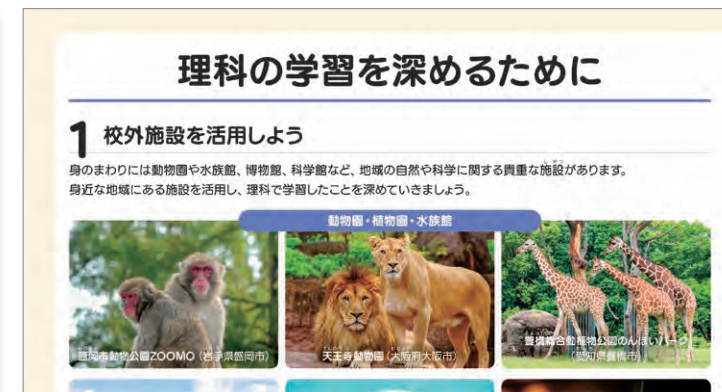 理科の学習を深めるために
1 校外施設を活用しよう
身のまわりには動物園や水族館、博物館、科学館など、地域の自然や科学に関する貴重な施設があります。
身近な地域にある施設を活用し、理科で学習したことを深めていきましょう。
動物園・植物園・水族館
盛岡市動物公園ZOOMO（岩手県盛岡市）
天王寺動物園（大阪府大阪市）
豊橋総合動植物公園のんほいパーク
（愛知県豊橋市）